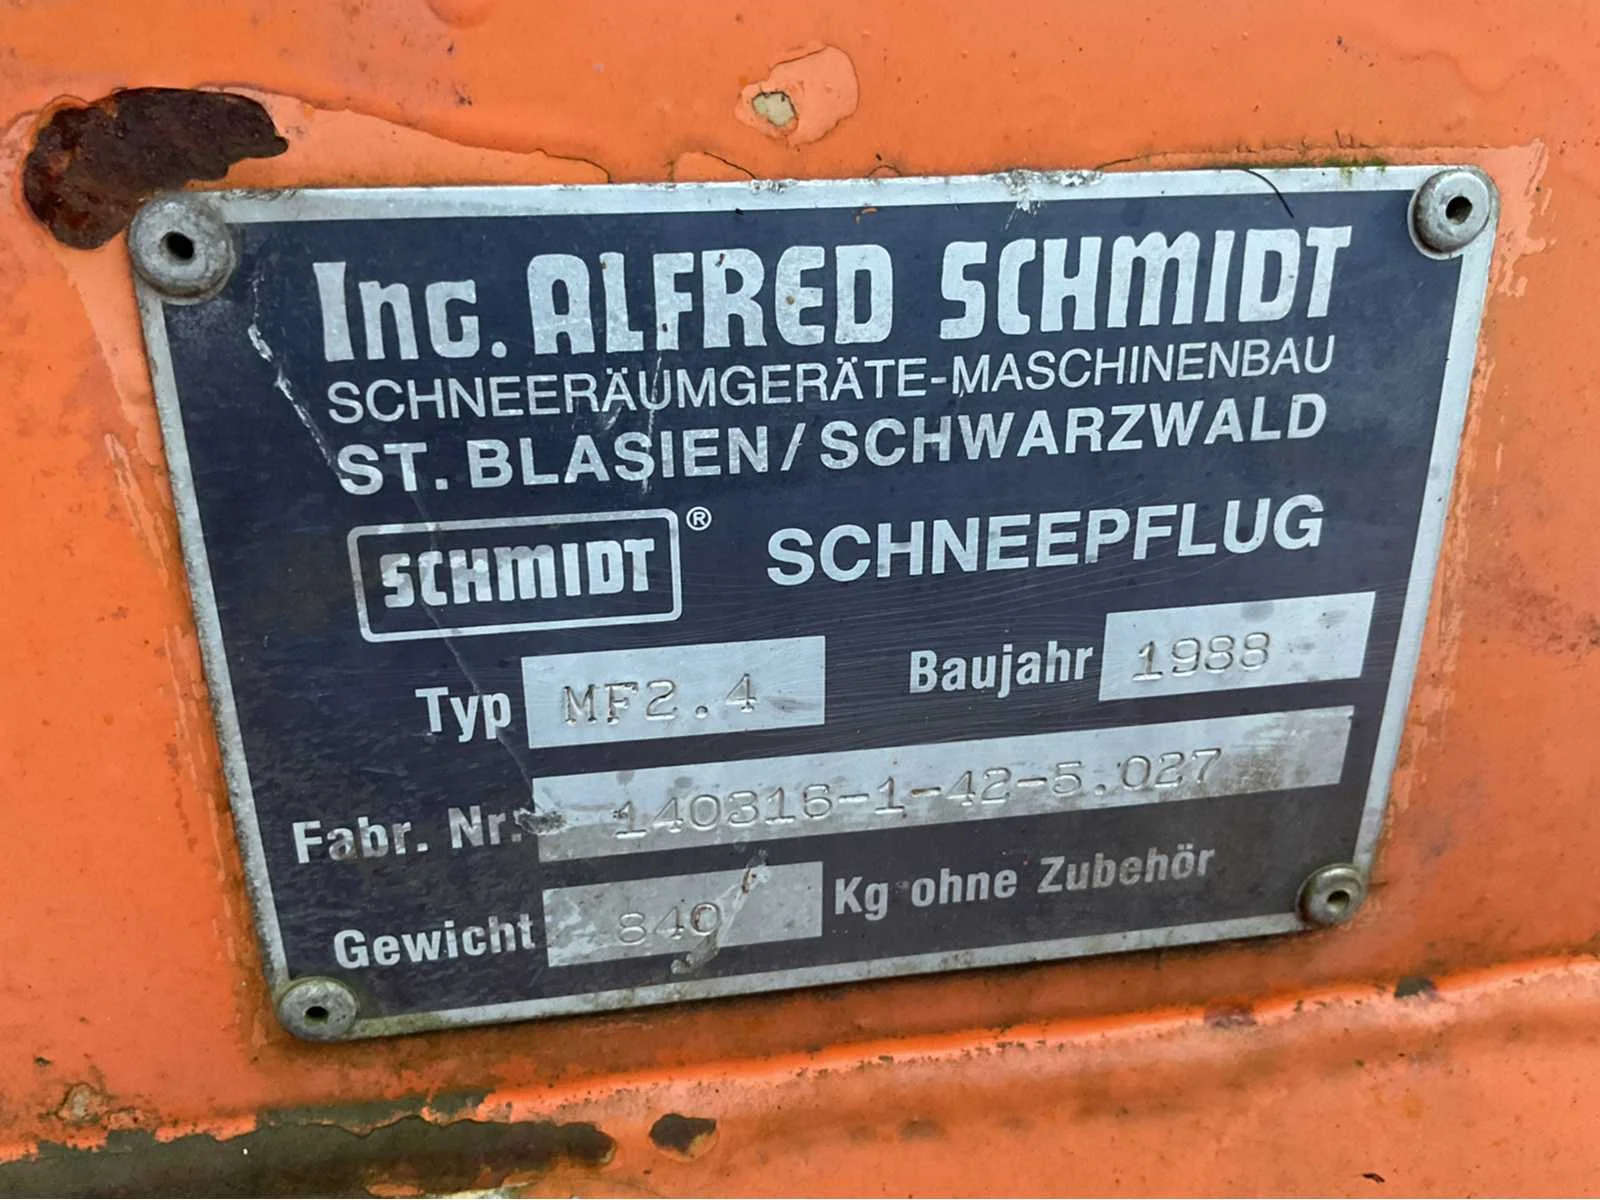 Ing. ALFRED SCHMIDT
SCHNEERÄUMGERÄTE-MASCHINENBAU
ST. BLASIEN/SCHWARZWALD
SCHMIDT® SCHNEEPFLUG
Typ MF2.4 Baujahr 1988
Fabr. Nr: 140316-1-42-5.027
Gewicht 840 Kg ohne Zubehör